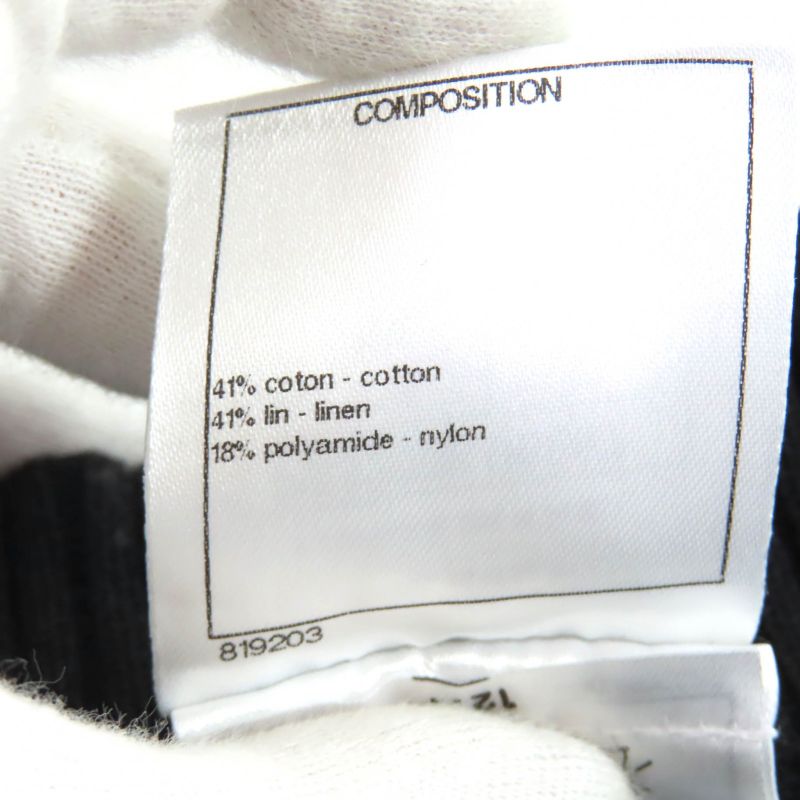 COMPOSITION
41% coton - cotton
41% lin - linen
18% polyamide - nylon
819203